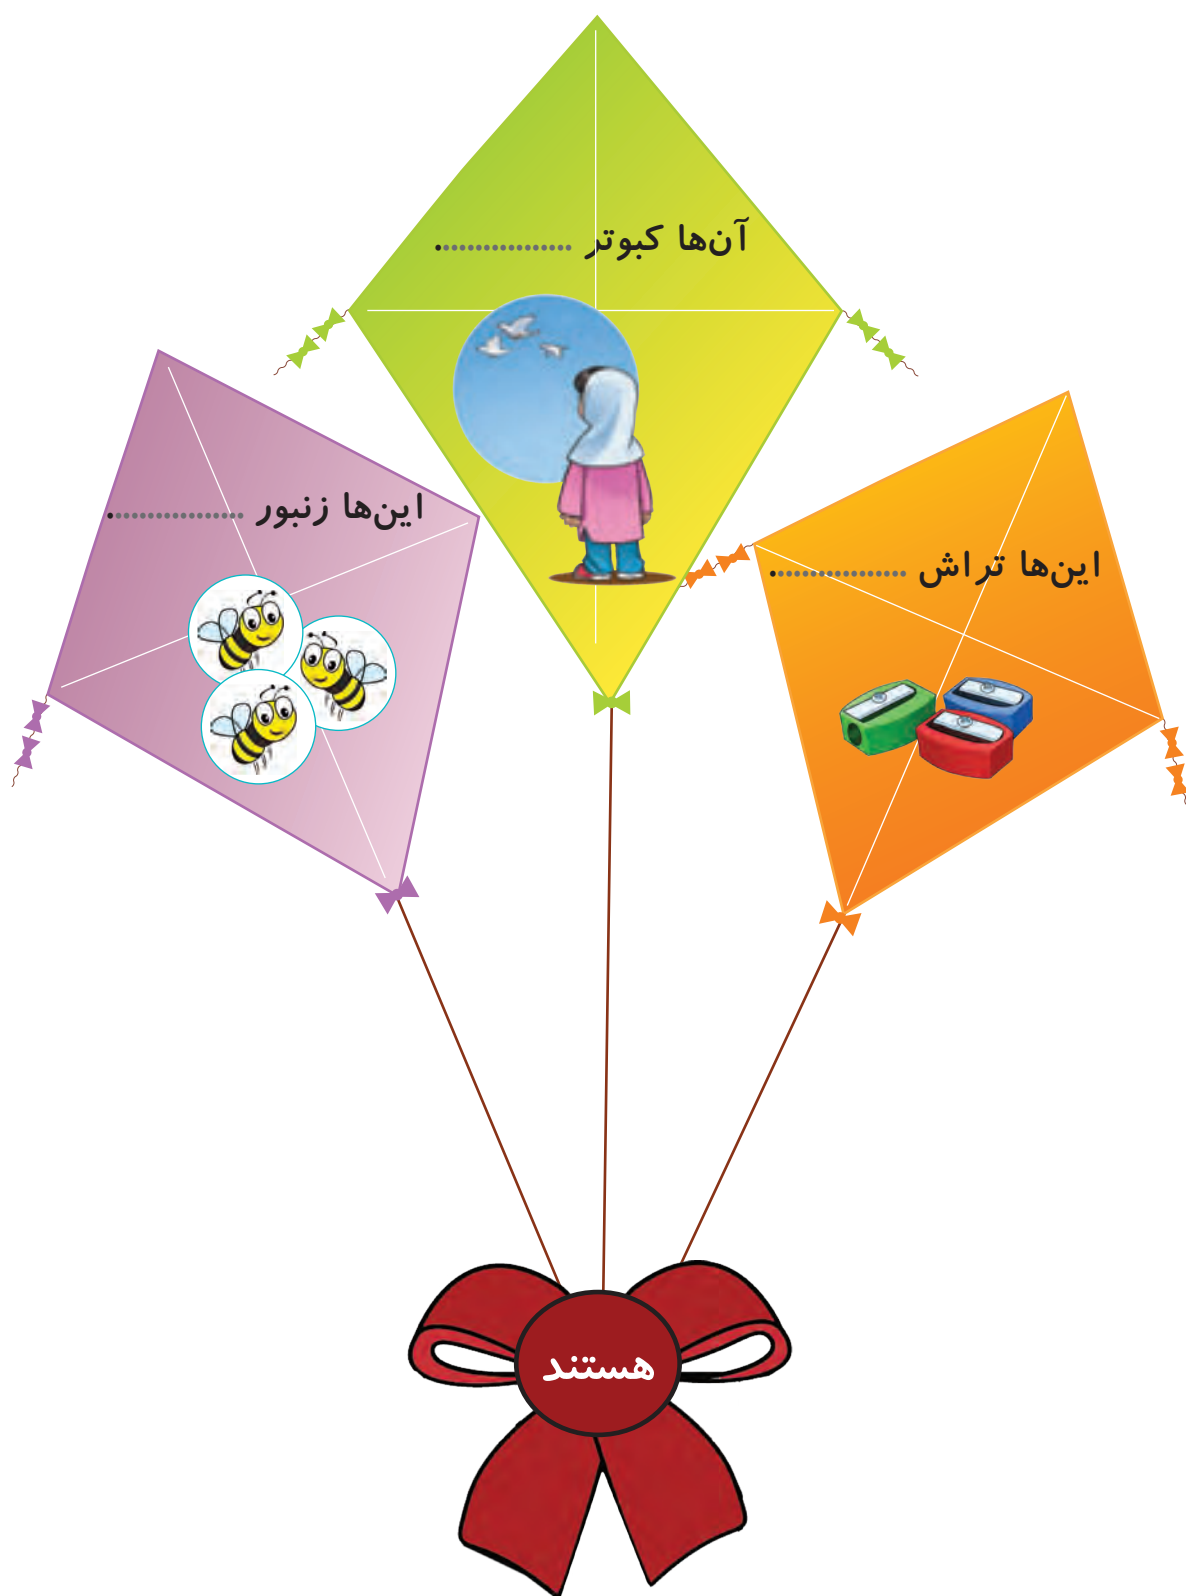 آن‌ها کبوتر .................
این‌ها زنبور .................
این‌ها تراش .................
هستند